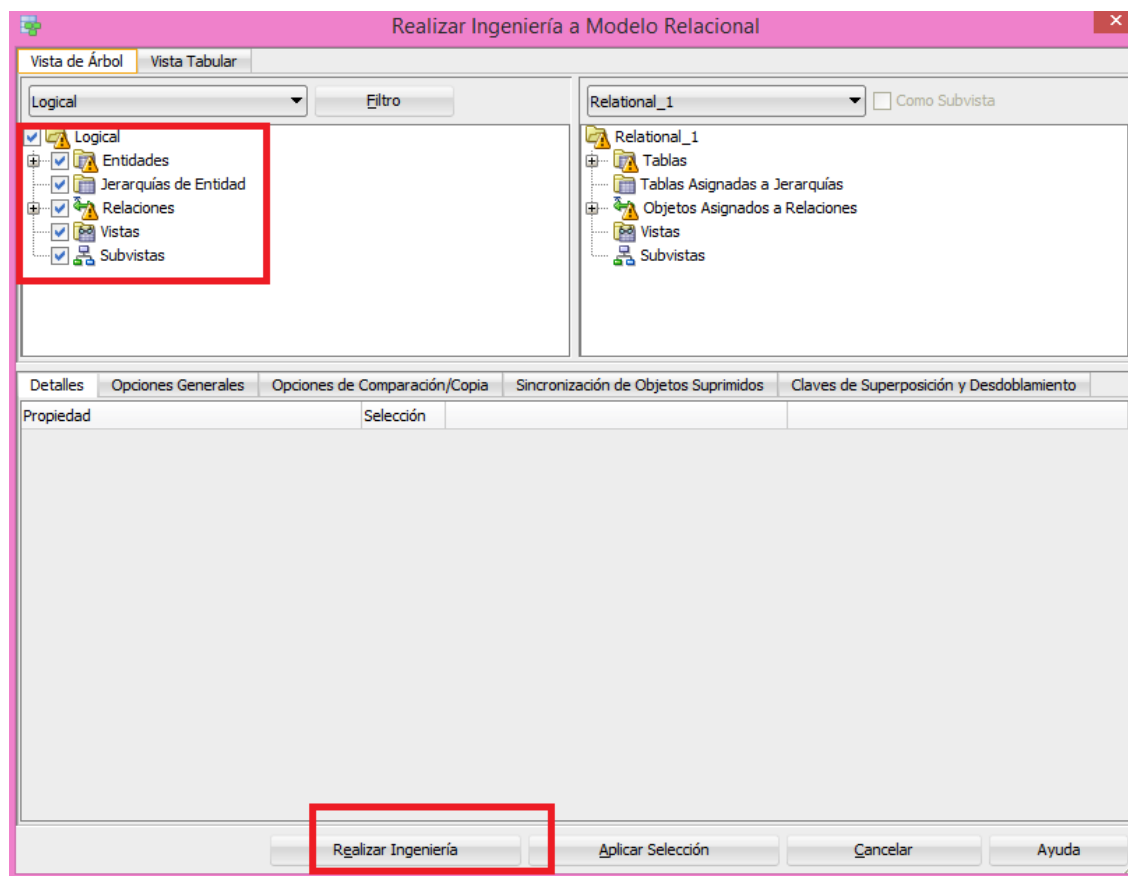 Realizar Ingeniería a Modelo Relacional
Vista de Árbol Vista Tabular
Logical Filtro Relational_1 Como Subvista
Logical
Entidades
Jerarquías de Entidad
Relaciones
Vistas
Subvistas
Relational_1
Tablas
Tablas Asignadas a Jerarquías
Objetos Asignados a Relaciones
Vistas
Subvistas
Detalles Opciones Generales Opciones de Comparación/Copia Sincronización de Objetos Suprimidos Claves de Superposición y Desdoblamiento
Propiedad Selección
Realizar Ingeniería Aplicar Selección Cancelar Ayuda